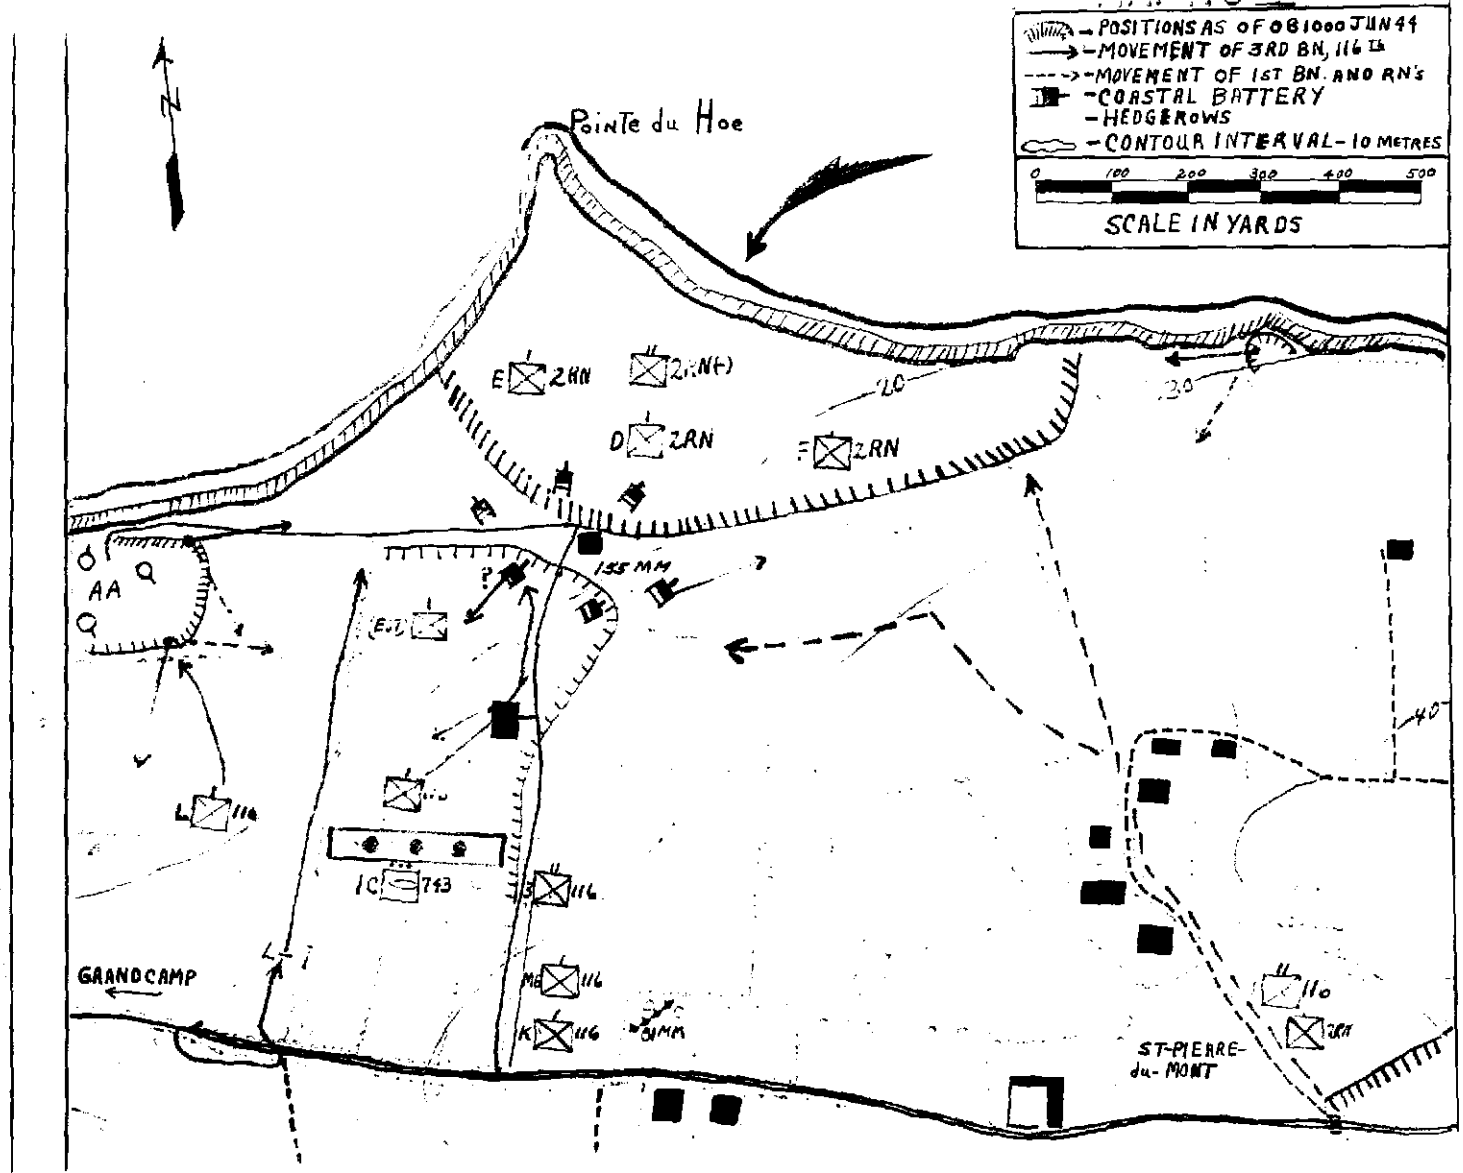 POSITIONS AS OF 081000 JUN 44
MOVEMENT OF 3RD BN, 116 Th
MOVEMENT OF 1ST BN. AND RN's
COASTAL BATTERY
HEDGEROWS
CONTOUR INTERVAL-10 METRES
0 100 200 300 400 500
SCALE IN YARDS
N
Pointe du Hoe
E 2RN
2RN(-)
20
30
D 2RN
F 2RN
AA
?
155 MM
40
L 116
1 C 743
3 116
GRANDCAMP
116
K 116
81MM
2RN
ST-PIERRE-
du-MONT